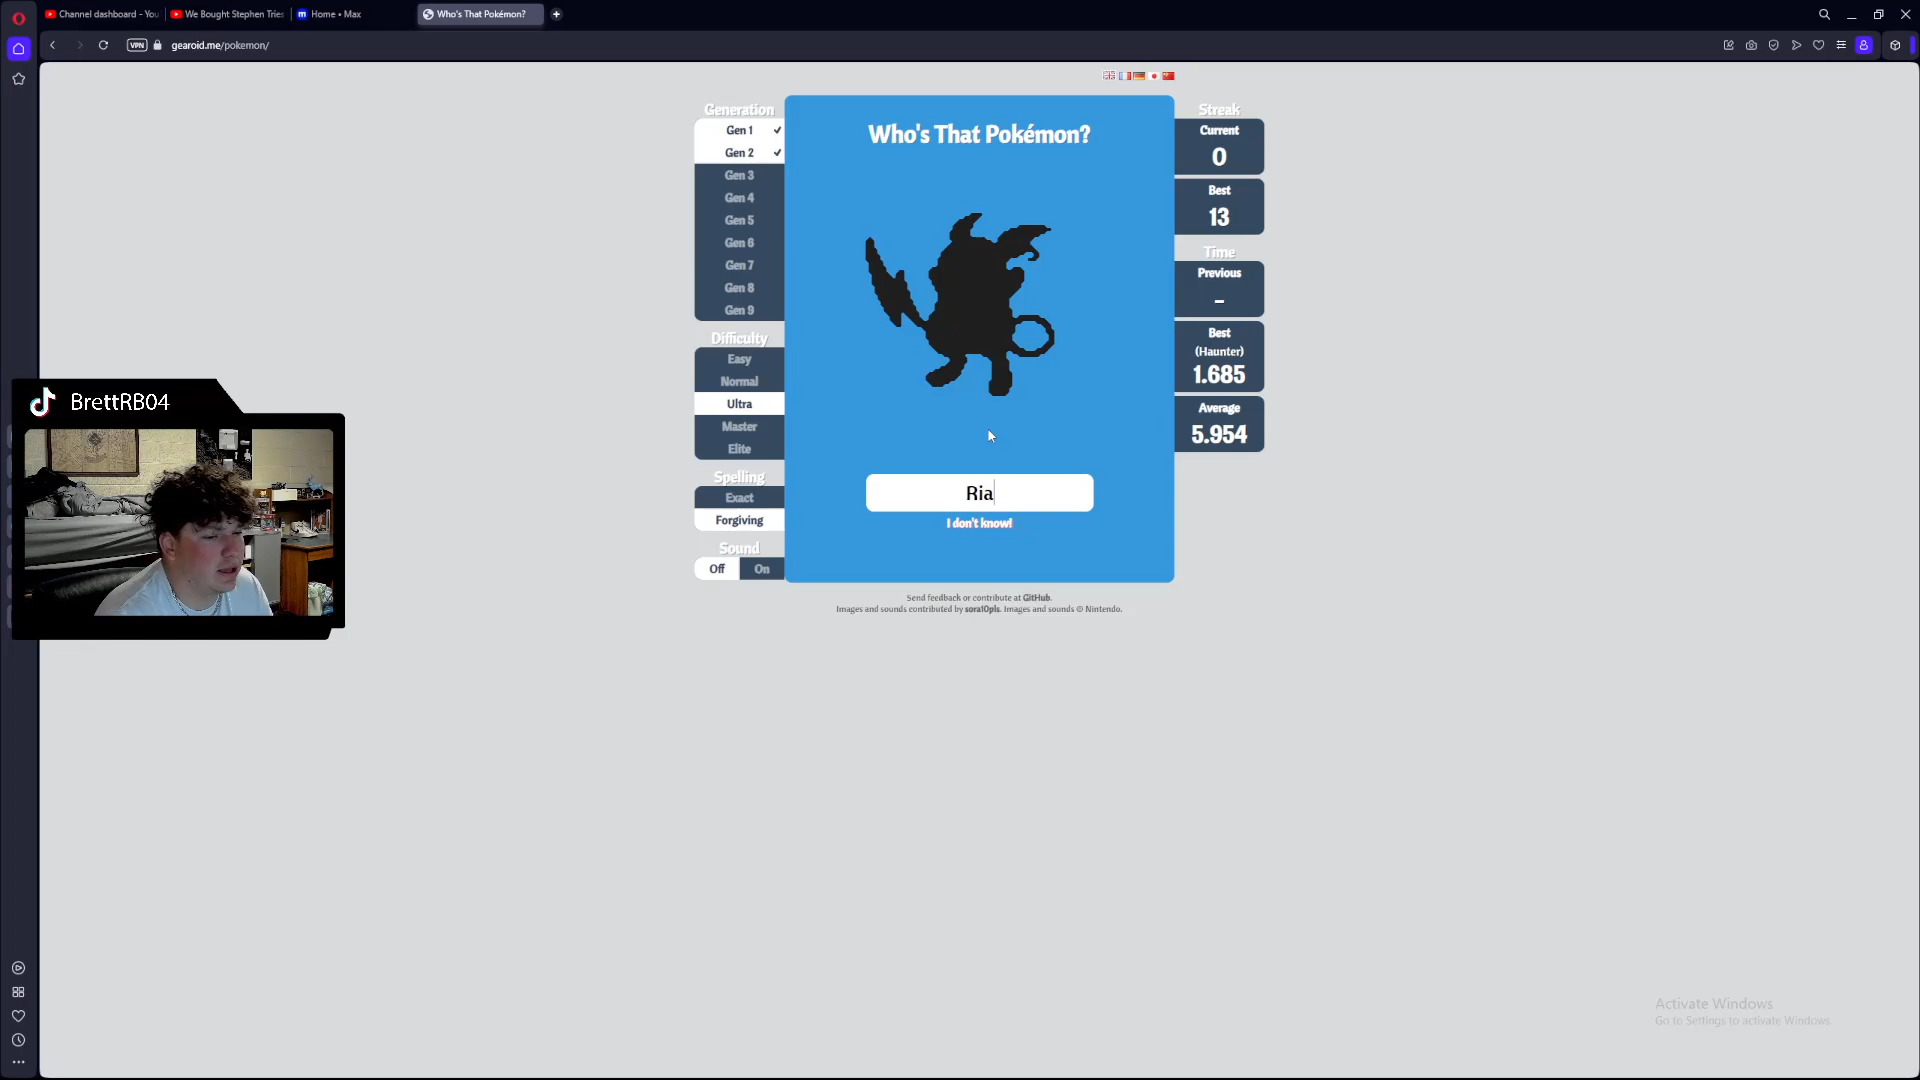 Channel dashboard - You
We Bought Stephen Tries
Home • Max
Who's That Pokémon?
VPN
gearoid.me/pokemon/
Generation
Gen 1
Gen 2
Gen 3
Gen 4
Gen 5
Gen 6
Gen 7
Gen 8
Gen 9
Difficulty
Easy
Normal
Ultra
Master
Elite
Spelling
Exact
Forgiving
Sound
Off On
Who's That Pokémon?
Ria
I don't know!
Streak
Current
0
Best
13
Time
Previous
–
Best
(Haunter)
1.685
Average
5.954
Send feedback or contribute at GitHub.
Images and sounds contributed by sora10pls. Images and sounds © Nintendo.
BrettRB04
Activate Windows
Go to Settings to activate Windows.